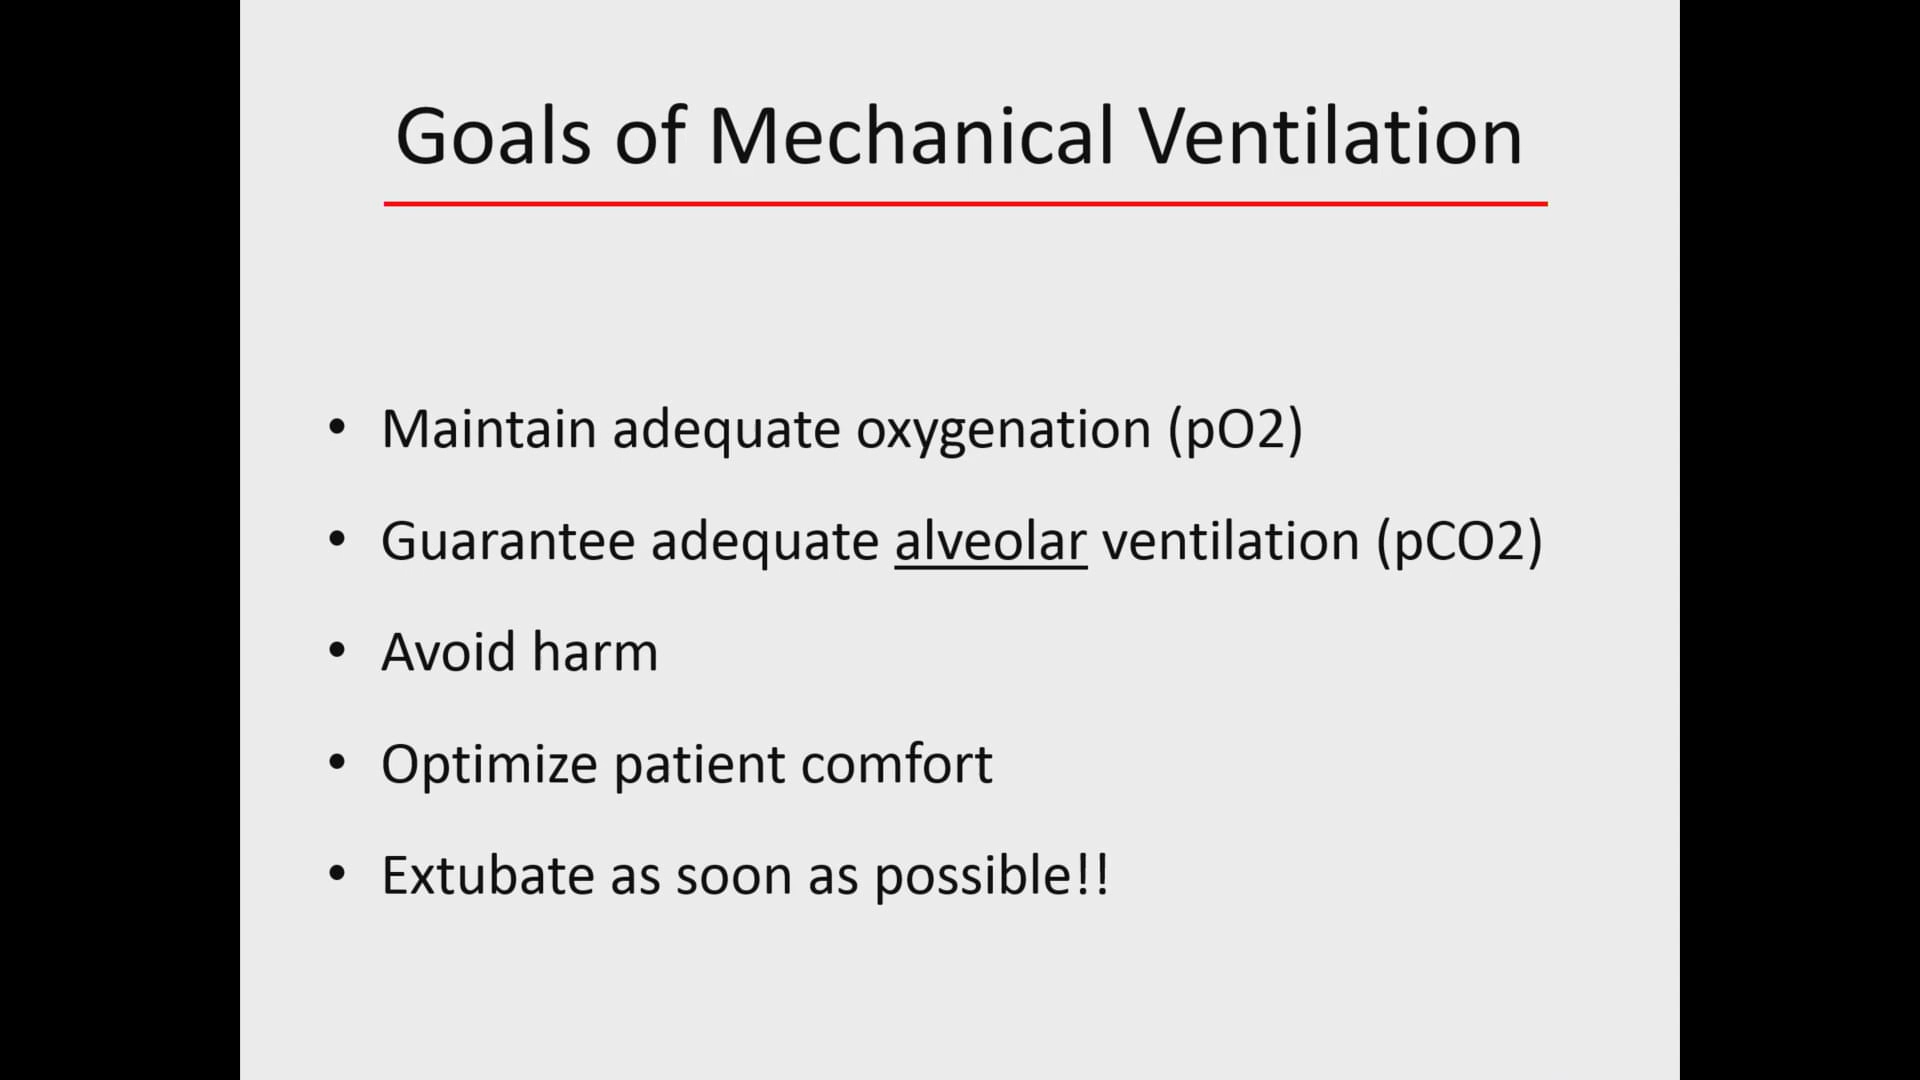 Goals of Mechanical Ventilation
• Maintain adequate oxygenation (pO2)
• Guarantee adequate alveolar ventilation (pCO2)
• Avoid harm
• Optimize patient comfort
• Extubate as soon as possible!!